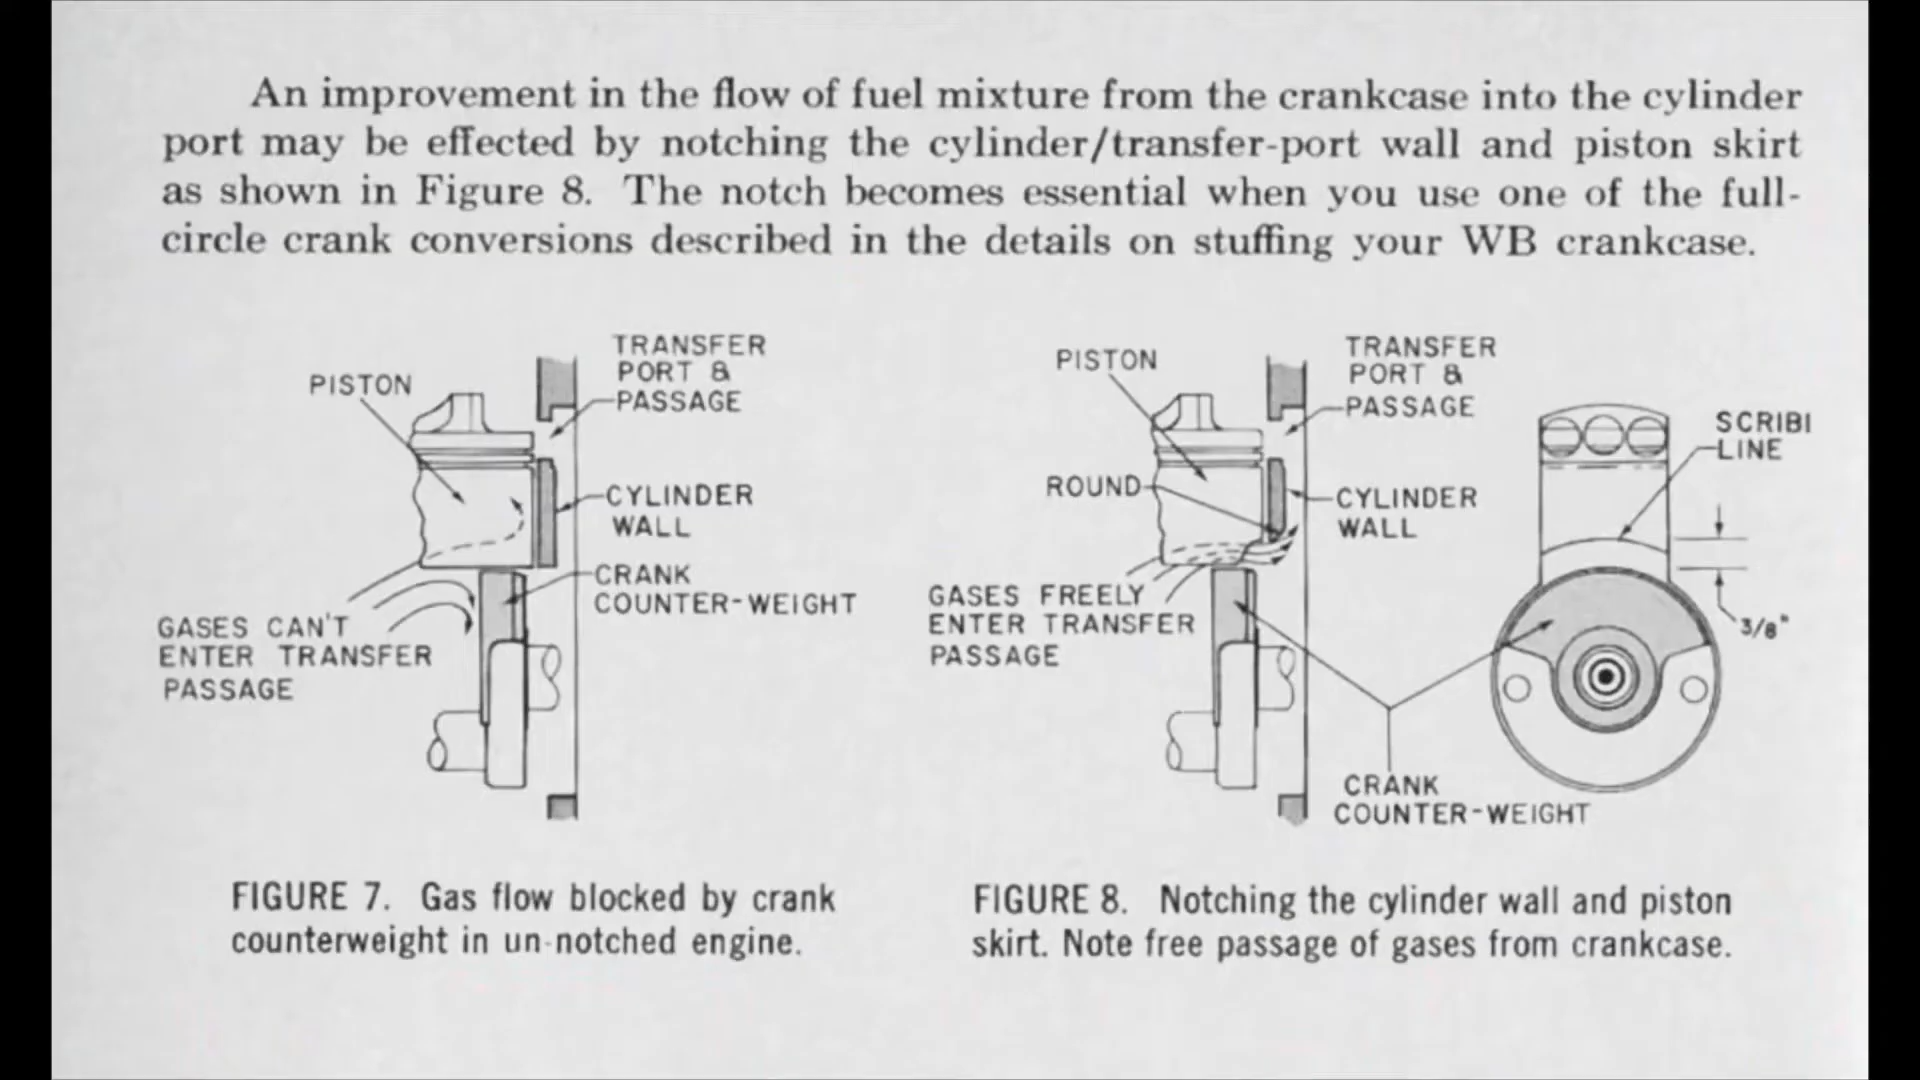 An improvement in the flow of fuel mixture from the crankcase into the cylinder
port may be effected by notching the cylinder/transfer-port wall and piston skirt
as shown in Figure 8. The notch becomes essential when you use one of the full-
circle crank conversions described in the details on stuffing your WB crankcase.
PISTON
TRANSFER
PORT &
PASSAGE
CYLINDER
WALL
CRANK
COUNTER-WEIGHT
GASES CAN'T
ENTER TRANSFER
PASSAGE
FIGURE 7. Gas flow blocked by crank
counterweight in un-notched engine.
PISTON
TRANSFER
PORT &
PASSAGE
ROUND
CYLINDER
WALL
GASES FREELY
ENTER TRANSFER
PASSAGE
SCRIBI
LINE
3/8"
CRANK
COUNTER-WEIGHT
FIGURE 8. Notching the cylinder wall and piston
skirt. Note free passage of gases from crankcase.